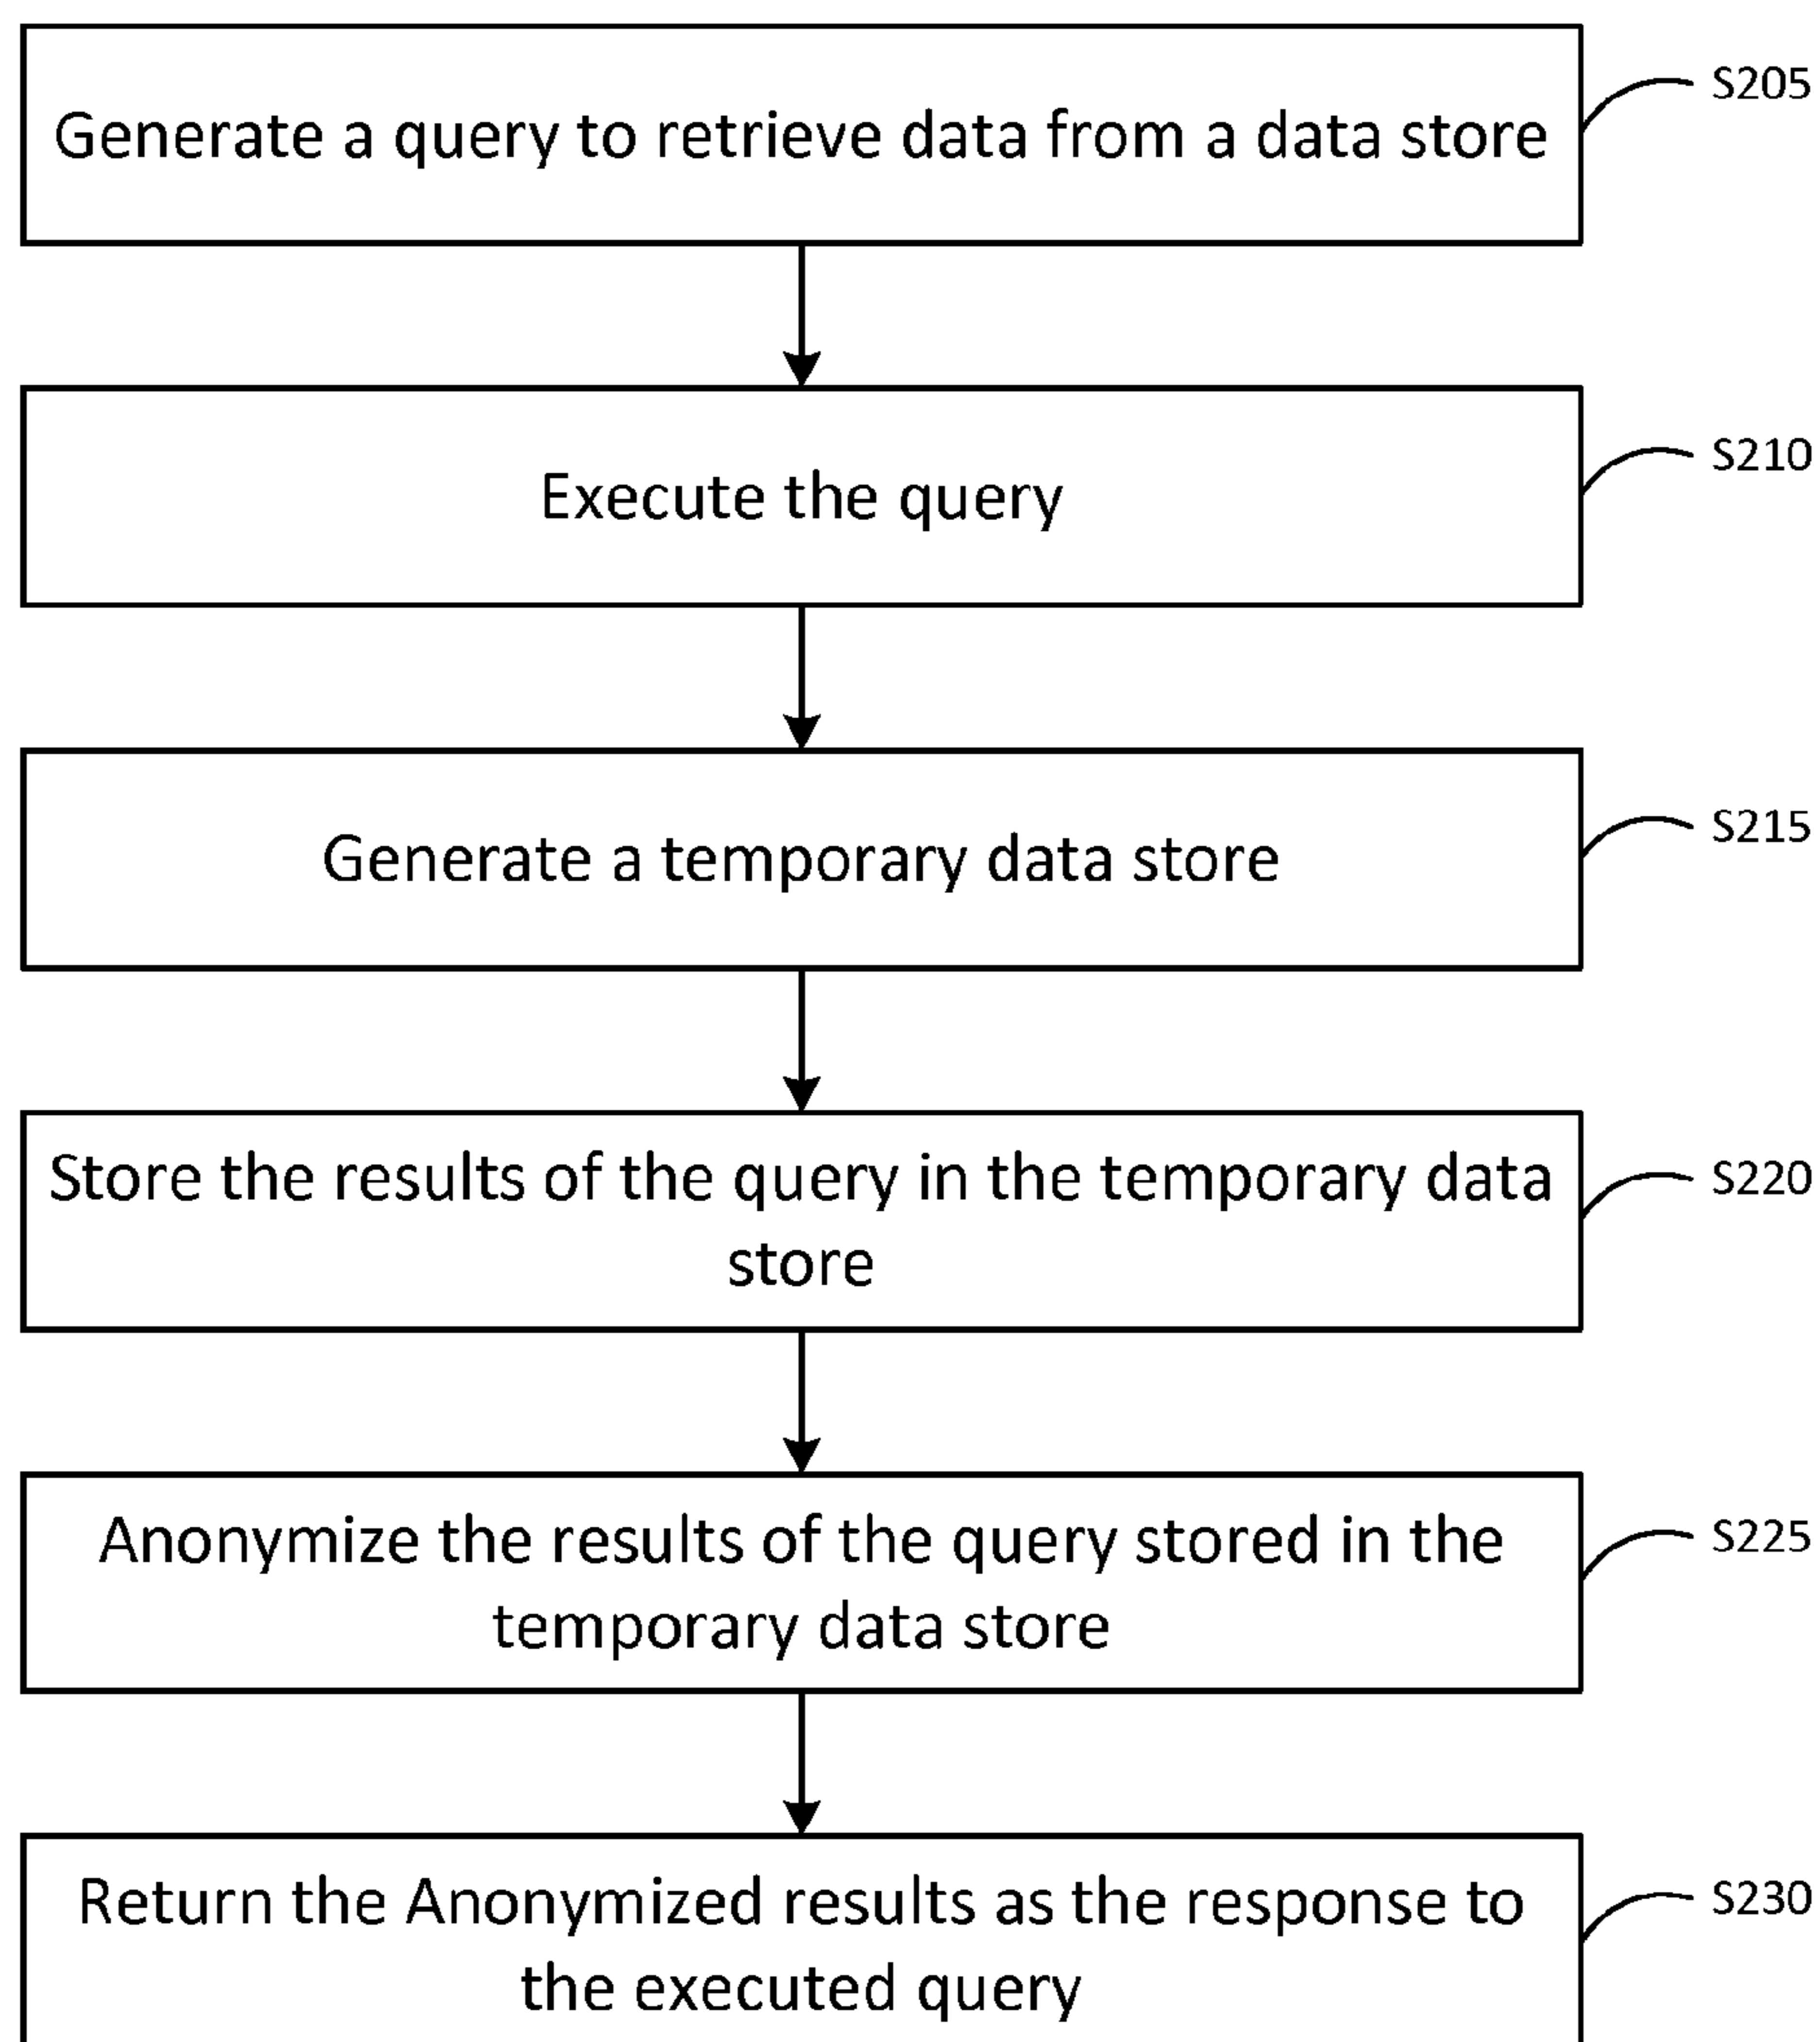 Generate a query to retrieve data from a data store
S205
Execute the query
S210
Generate a temporary data store
S215
Store the results of the query in the temporary data
store
S220
Anonymize the results of the query stored in the
temporary data store
S225
Return the Anonymized results as the response to
the executed query
S230